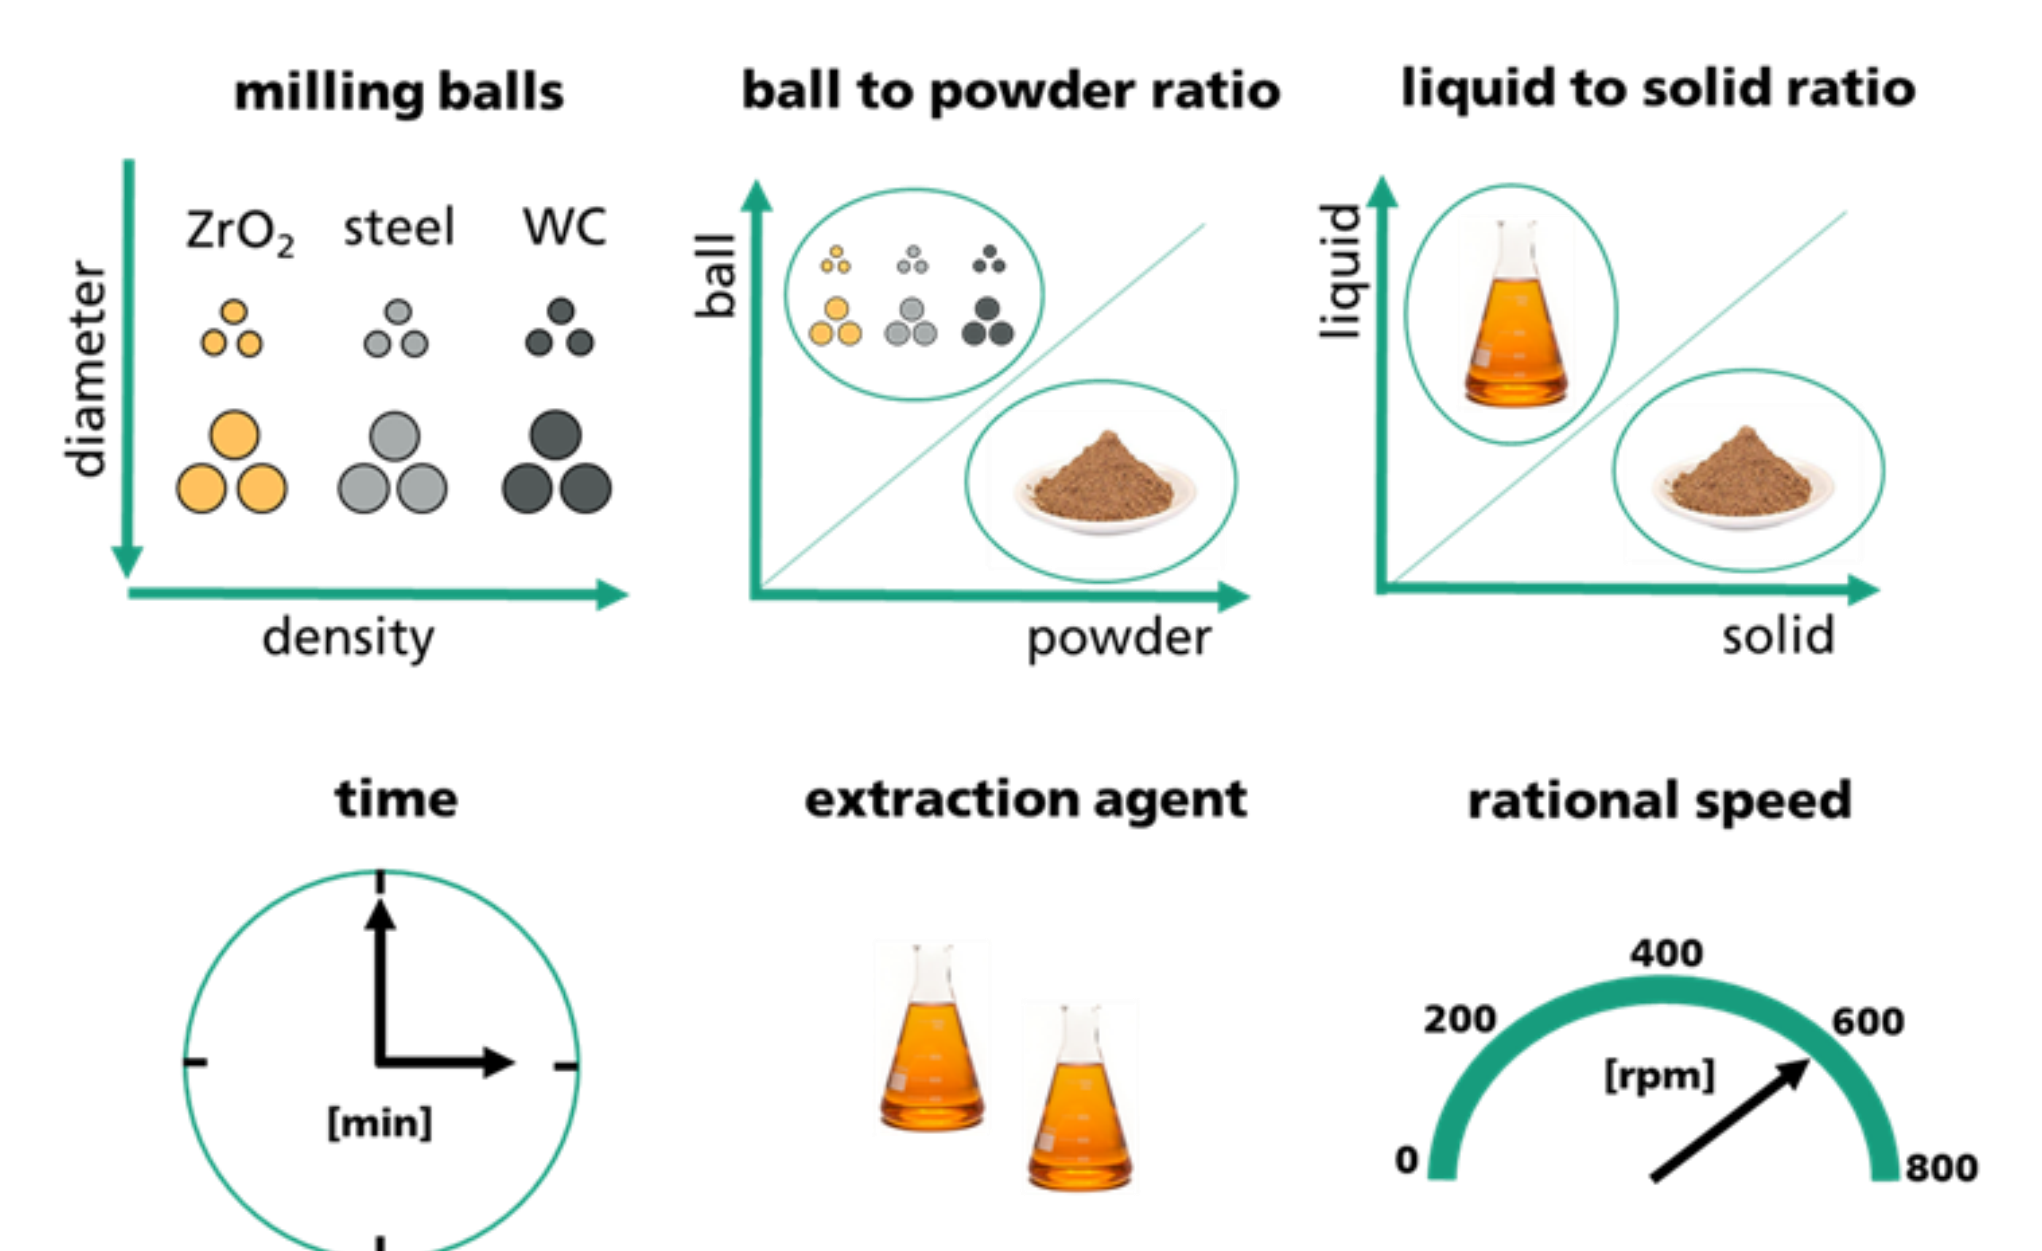 milling balls
ball to powder ratio
liquid to solid ratio
diameter
ZrO₂ steel WC
density
ball
powder
liquid
solid
time
extraction agent
rational speed
[min]
400
200
600
[rpm]
0
800